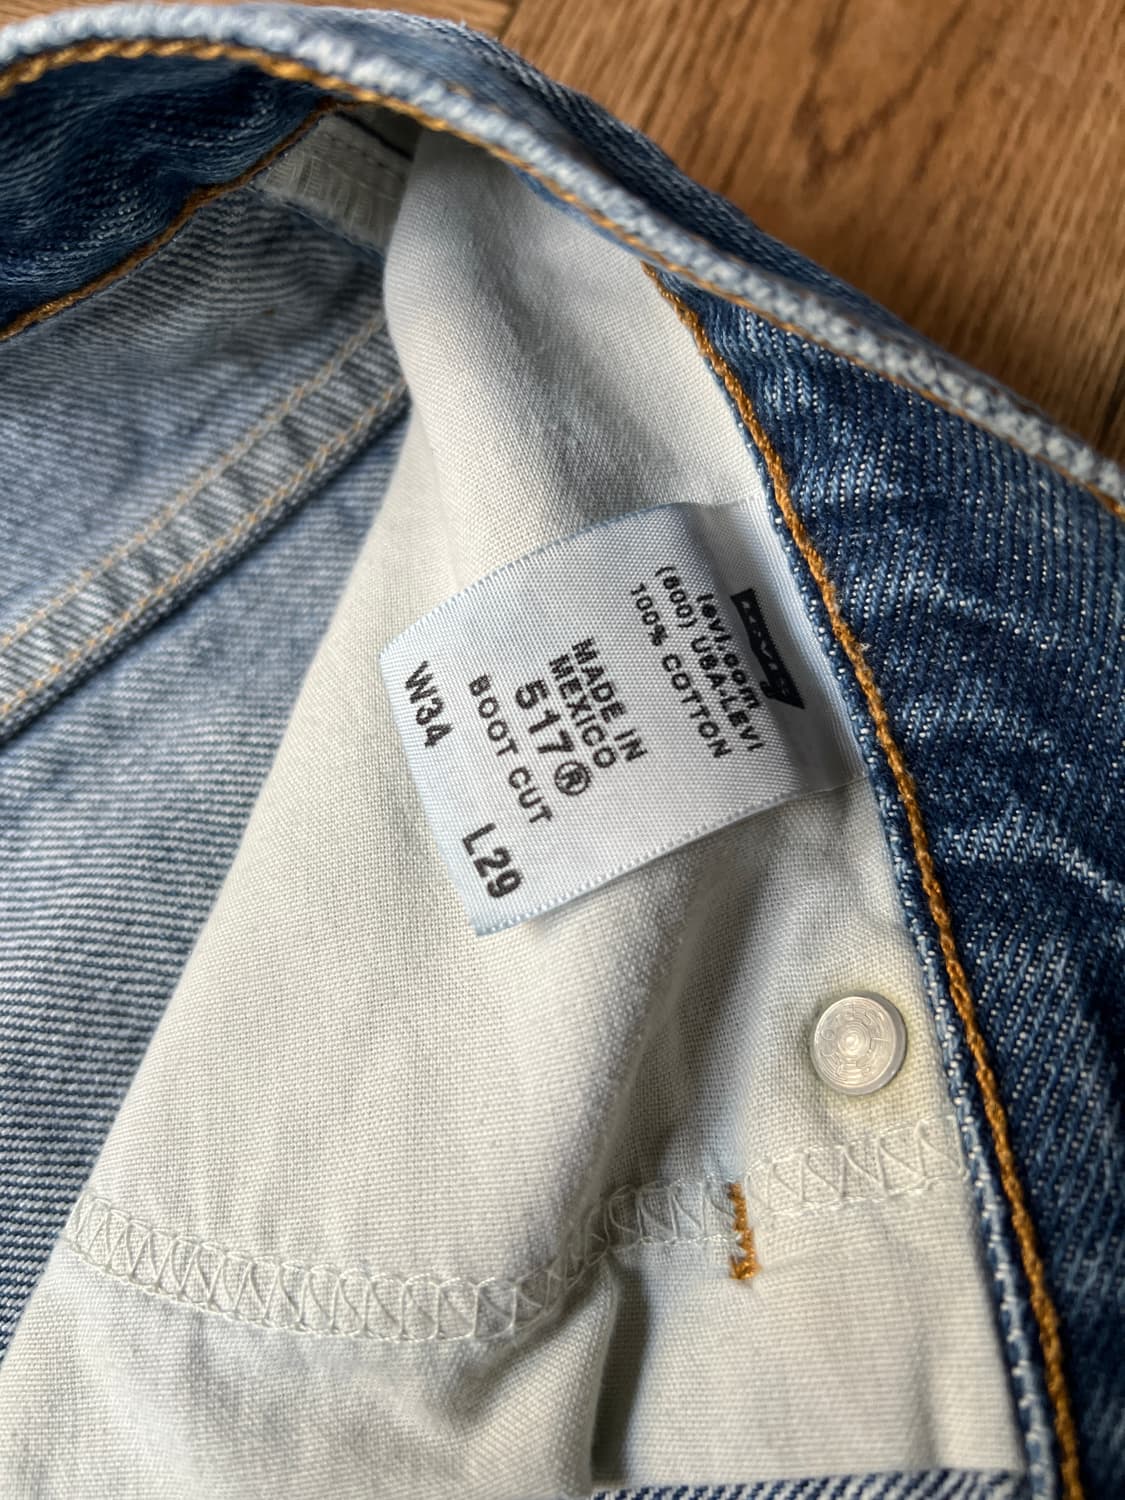 Levi's
levi.com
(800) USA-LEVI
100% COTTON
MADE IN
MEXICO
517®
BOOT CUT
W34 L29